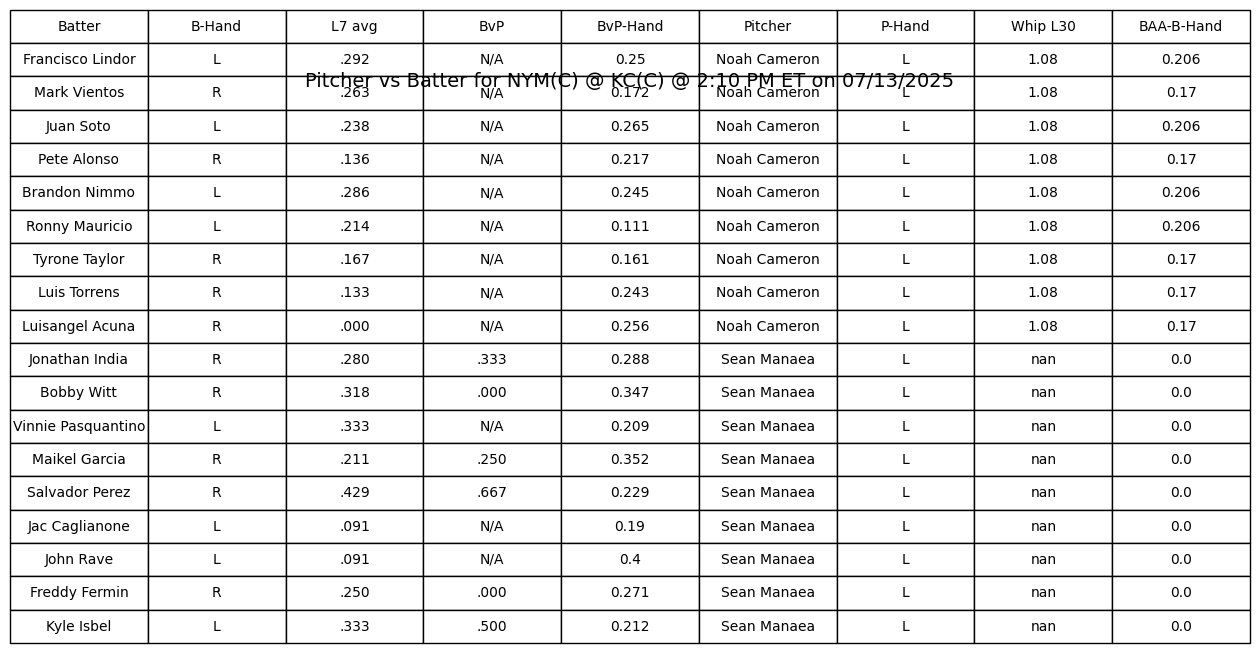 Batter B-Hand L7 avg BvP BvP-Hand Pitcher P-Hand Whip L30 BAA-B-Hand
Francisco Lindor L .292 N/A 0.25 Noah Cameron L 1.08 0.206
Pitcher vs Batter for NYM(C) @ KC(C) @ 2:10 PM ET on 07/13/2025
Mark Vientos R .263 N/A 0.172 Noah Cameron L 1.08 0.17
Juan Soto L .238 N/A 0.265 Noah Cameron L 1.08 0.206
Pete Alonso R .136 N/A 0.217 Noah Cameron L 1.08 0.17
Brandon Nimmo L .286 N/A 0.245 Noah Cameron L 1.08 0.206
Ronny Mauricio L .214 N/A 0.111 Noah Cameron L 1.08 0.206
Tyrone Taylor R .167 N/A 0.161 Noah Cameron L 1.08 0.17
Luis Torrens R .133 N/A 0.243 Noah Cameron L 1.08 0.17
Luisangel Acuna R .000 N/A 0.256 Noah Cameron L 1.08 0.17
Jonathan India R .280 .333 0.288 Sean Manaea L nan 0.0
Bobby Witt R .318 .000 0.347 Sean Manaea L nan 0.0
Vinnie Pasquantino L .333 N/A 0.209 Sean Manaea L nan 0.0
Maikel Garcia R .211 .250 0.352 Sean Manaea L nan 0.0
Salvador Perez R .429 .667 0.229 Sean Manaea L nan 0.0
Jac Caglianone L .091 N/A 0.19 Sean Manaea L nan 0.0
John Rave L .091 N/A 0.4 Sean Manaea L nan 0.0
Freddy Fermin R .250 .000 0.271 Sean Manaea L nan 0.0
Kyle Isbel L .333 .500 0.212 Sean Manaea L nan 0.0